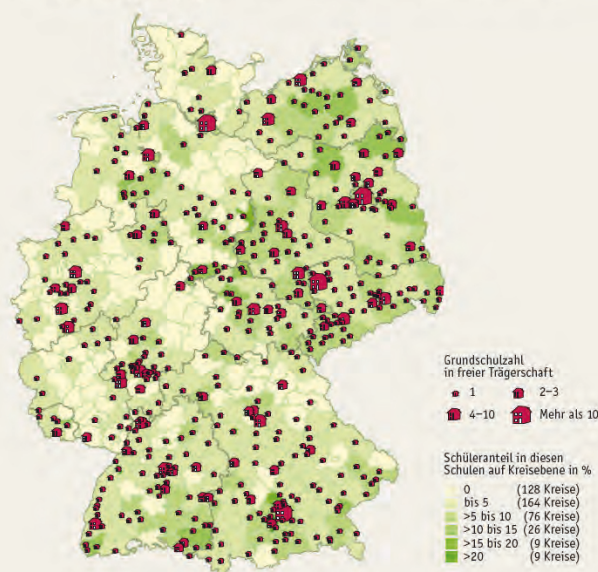 Grundschulzahl
in freier Trägerschaft
1 2–3
4–10 Mehr als 10
Schüleranteil in diesen
Schulen auf Kreisebene in %
0 (128 Kreise)
bis 5 (164 Kreise)
>5 bis 10 (76 Kreise)
>10 bis 15 (26 Kreise)
>15 bis 20 (9 Kreise)
>20 (9 Kreise)